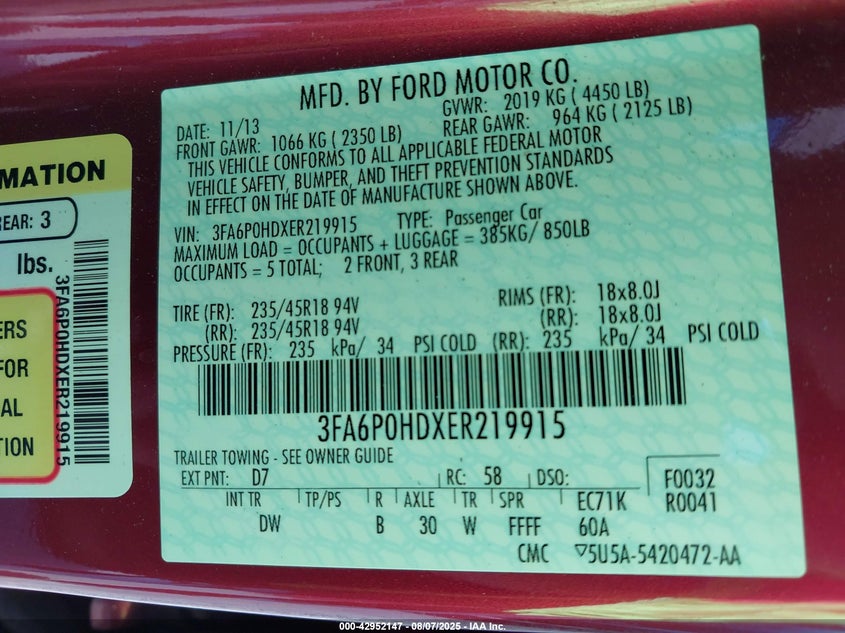 MATION
REAR: 3
lbs.
ERS
FOR
AL
TION
3FA6P0HDXER219915
MFD. BY FORD MOTOR CO.
DATE: 11/13 GVWR: 2019 KG ( 4450 LB)
FRONT GAWR: 1066 KG ( 2350 LB) REAR GAWR: 964 KG ( 2125 LB)
THIS VEHICLE CONFORMS TO ALL APPLICABLE FEDERAL MOTOR
VEHICLE SAFETY, BUMPER, AND THEFT PREVENTION STANDARDS
IN EFFECT ON THE DATE OF MANUFACTURE SHOWN ABOVE.
VIN: 3FA6P0HDXER219915 TYPE: Passenger Car
MAXIMUM LOAD = OCCUPANTS + LUGGAGE = 385KG/ 850LB
OCCUPANTS = 5 TOTAL; 2 FRONT, 3 REAR
TIRE (FR): 235/45R18 94V RIMS (FR): 18x8.0J
(RR): 235/45R18 94V (RR): 18x8.0J
PRESSURE (FR): 235 kPa/ 34 PSI COLD (RR): 235 kPa/ 34 PSI COLD
3FA6P0HDXER219915
TRAILER TOWING - SEE OWNER GUIDE
EXT PNT: D7 RC: 58 DSO: F0032
INT TR TP/PS R AXLE TR SPR EC71K R0041
DW B 30 W FFFF 60A
CMC ▽5U5A-5420472-AA
000-42952147 - 08/07/2025 - IAA Inc.